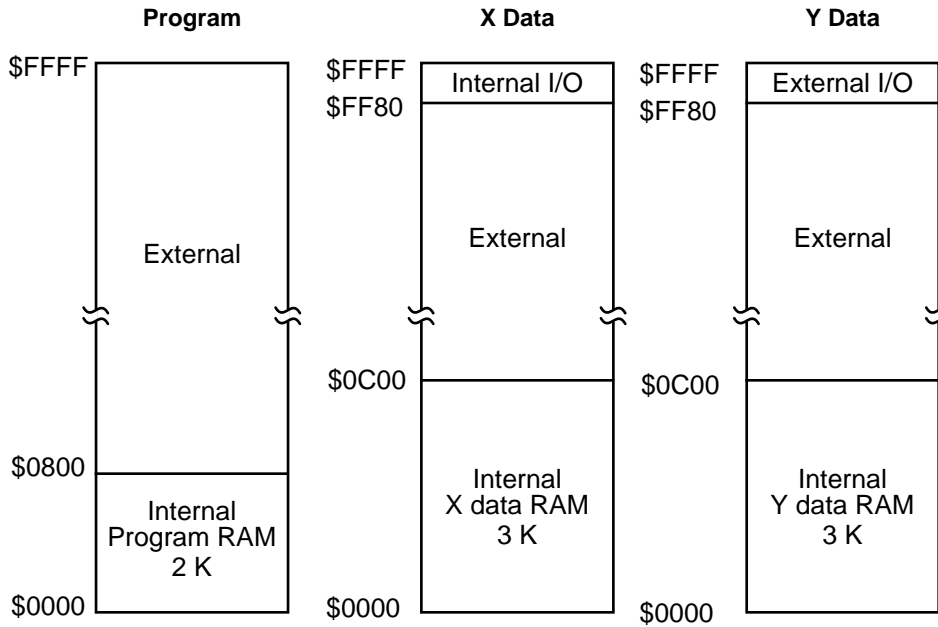 Program
$FFFF
External
$0800
Internal
Program RAM
2 K
$0000
X Data
$FFFF
Internal I/O
$FF80
External
$0C00
Internal
X data RAM
3 K
$0000
Y Data
$FFFF
External I/O
$FF80
External
$0C00
Internal
Y data RAM
3 K
$0000